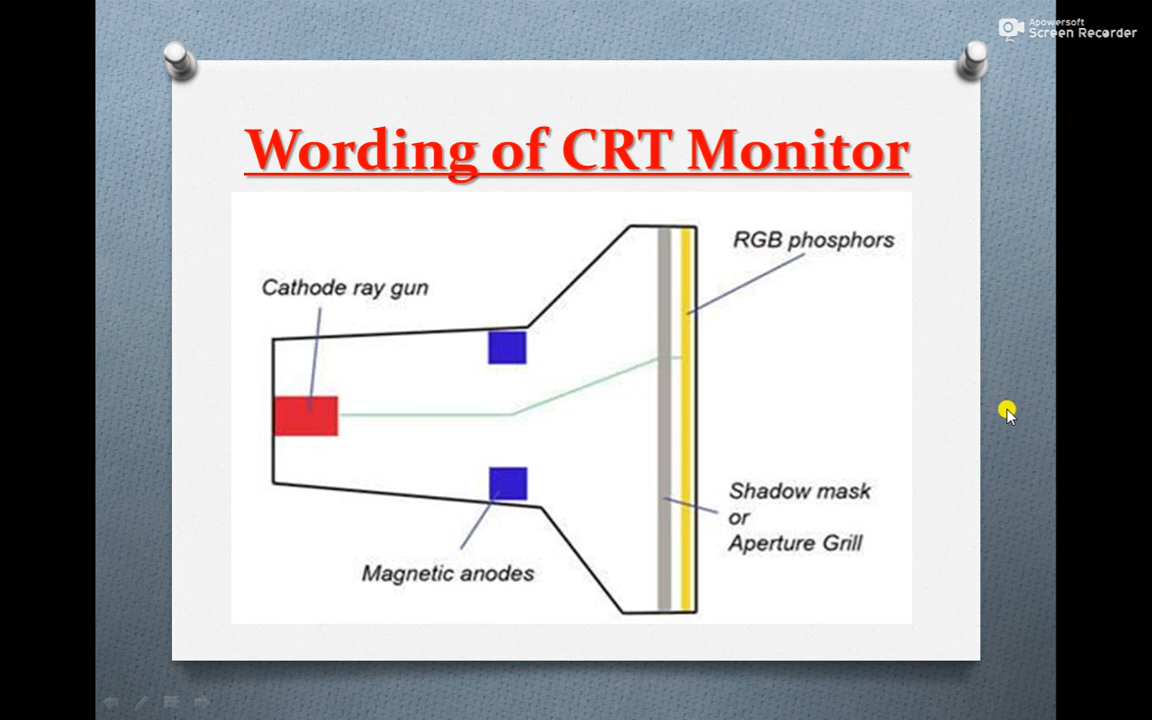 Apowersoft
Screen Recorder
Wording of CRT Monitor
RGB phosphors
Cathode ray gun
Shadow mask
or
Aperture Grill
Magnetic anodes